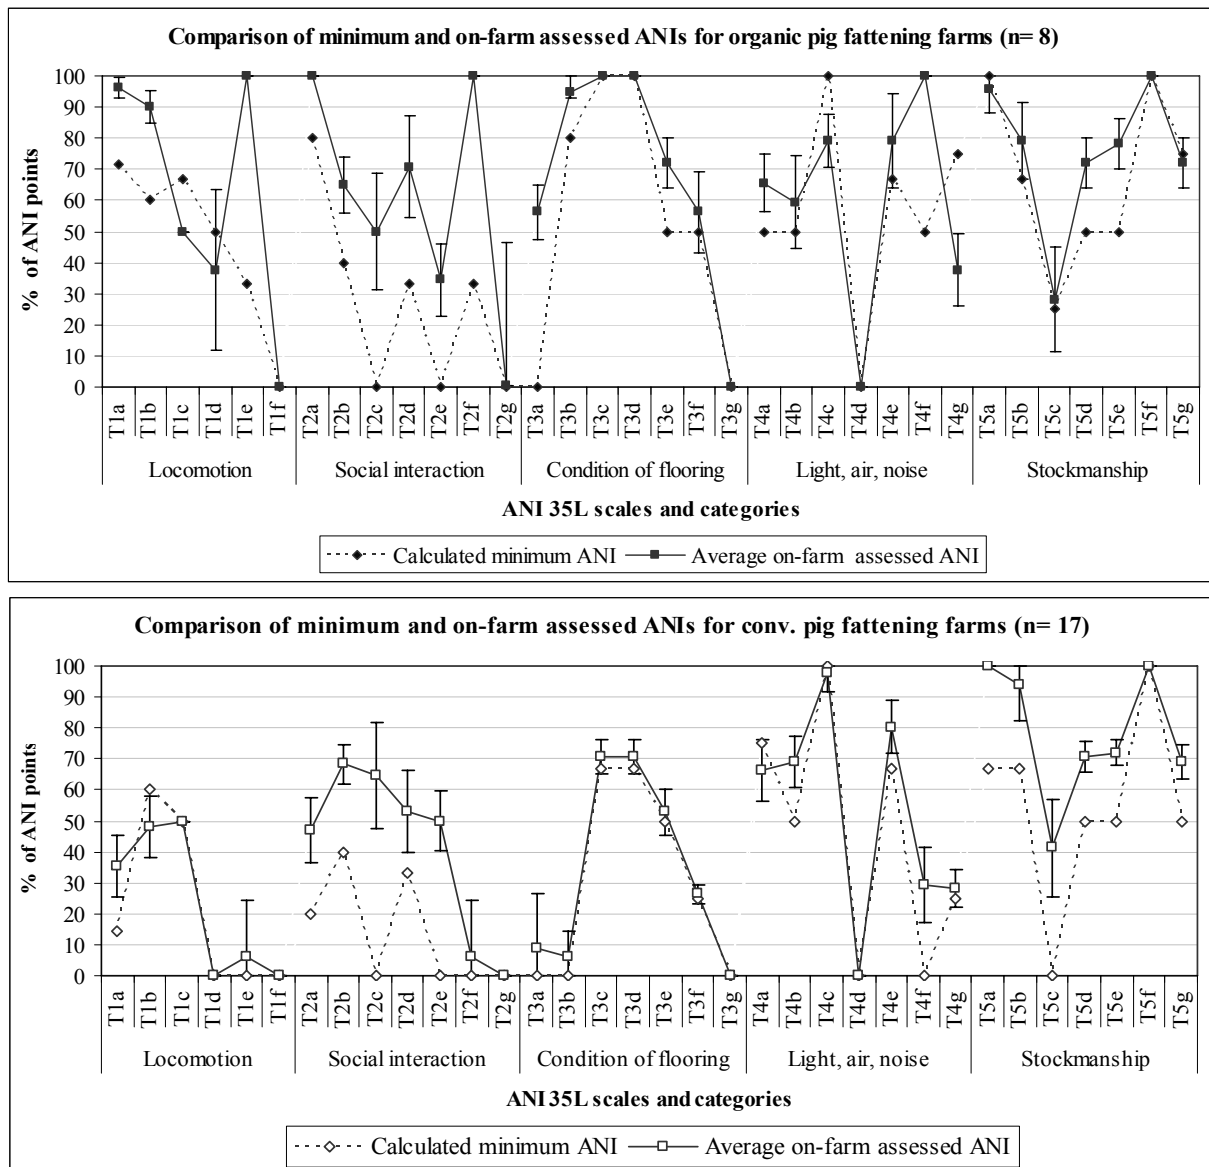 Comparison of minimum and on-farm assessed ANIs for organic pig fattening farms (n= 8)
% of ANI points
100
90
80
70
60
50
40
30
20
10
0
T1a T1b T1c T1d T1e T1f T2a T2b T2c T2d T2e T2f T2g T3a T3b T3c T3d T3e T3f T3g T4a T4b T4c T4d T4e T4f T4g T5a T5b T5c T5d T5e T5f T5g
Locomotion Social interaction Condition of flooring Light, air, noise Stockmanship
ANI 35L scales and categories
Calculated minimum ANI Average on-farm assessed ANI
Comparison of minimum and on-farm assessed ANIs for conv. pig fattening farms (n= 17)
% of ANI points
100
90
80
70
60
50
40
30
20
10
0
T1a T1b T1c T1d T1e T1f T2a T2b T2c T2d T2e T2f T2g T3a T3b T3c T3d T3e T3f T3g T4a T4b T4c T4d T4e T4f T4g T5a T5b T5c T5d T5e T5f T5g
Locomotion Social interaction Condition of flooring Light, air, noise Stockmanship
ANI 35L scales and categories
Calculated minimum ANI Average on-farm assessed ANI